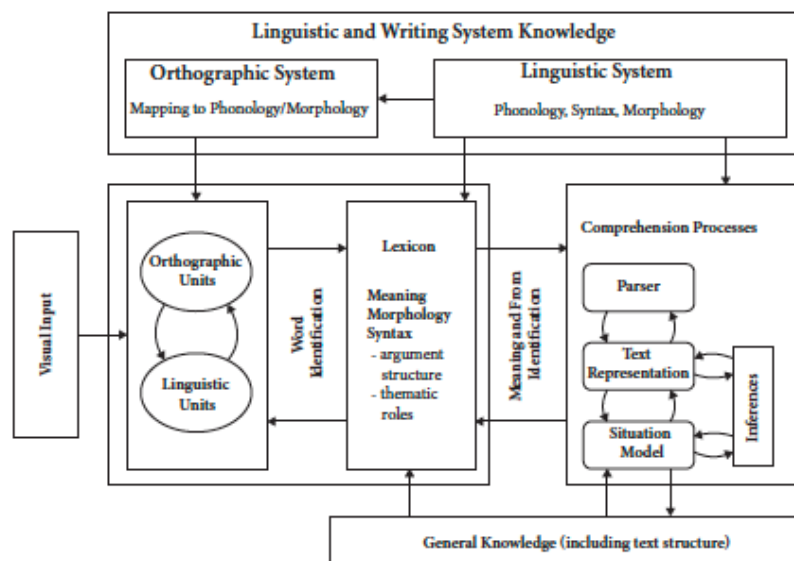 Linguistic and Writing System Knowledge
Orthographic System
Mapping to Phonology/Morphology
Linguistic System
Phonology, Syntax, Morphology
Visual Input
Orthographic
Units
Linguistic
Units
Word
Identification
Lexicon
Meaning
Morphology
Syntax
- argument
structure
- thematic
roles
Meaning and From
Identification
Comprehension Processes
Parser
Text
Representation
Situation
Model
Inferences
General Knowledge (including text structure)